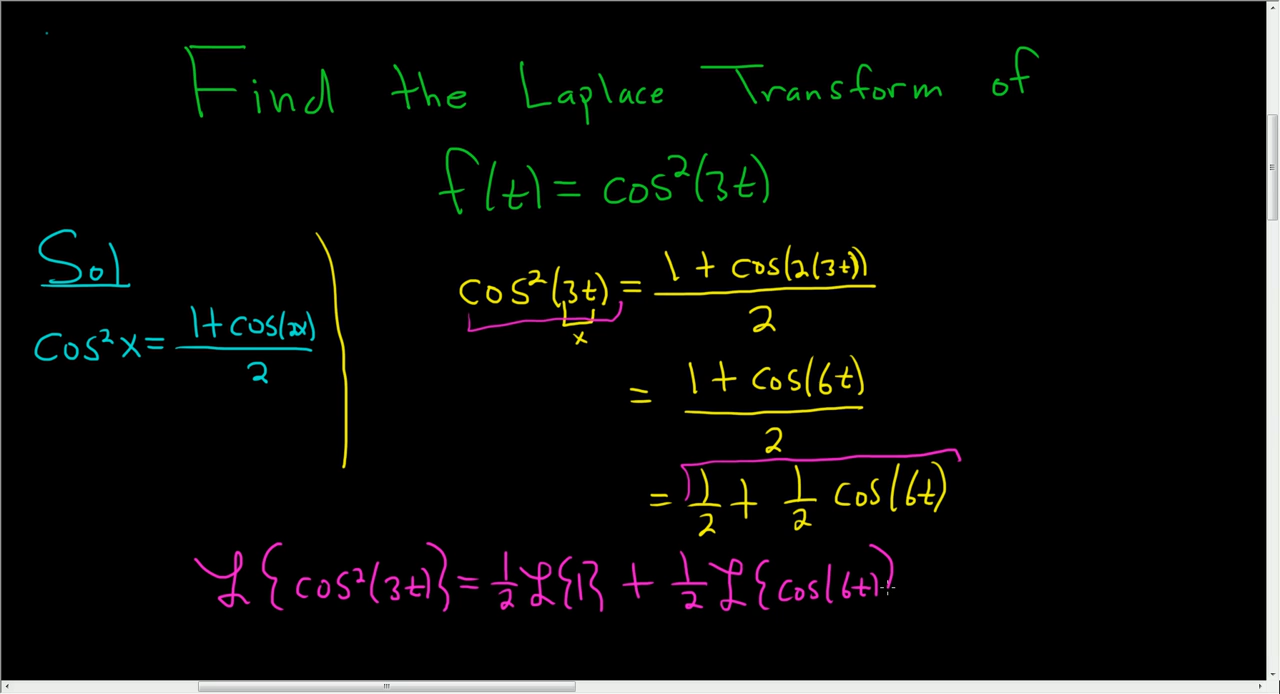 Find the Laplace Transform of
f(t) = cos²(3t)
Sol
cos²x = (1 + cos(2x))/2
cos²(3t) = (1 + cos(2(3t)))/2
x
= (1 + cos(6t))/2
= 1/2 + 1/2 cos(6t)
ℒ{cos²(3t)} = 1/2 ℒ{1} + 1/2 ℒ{cos(6t)}